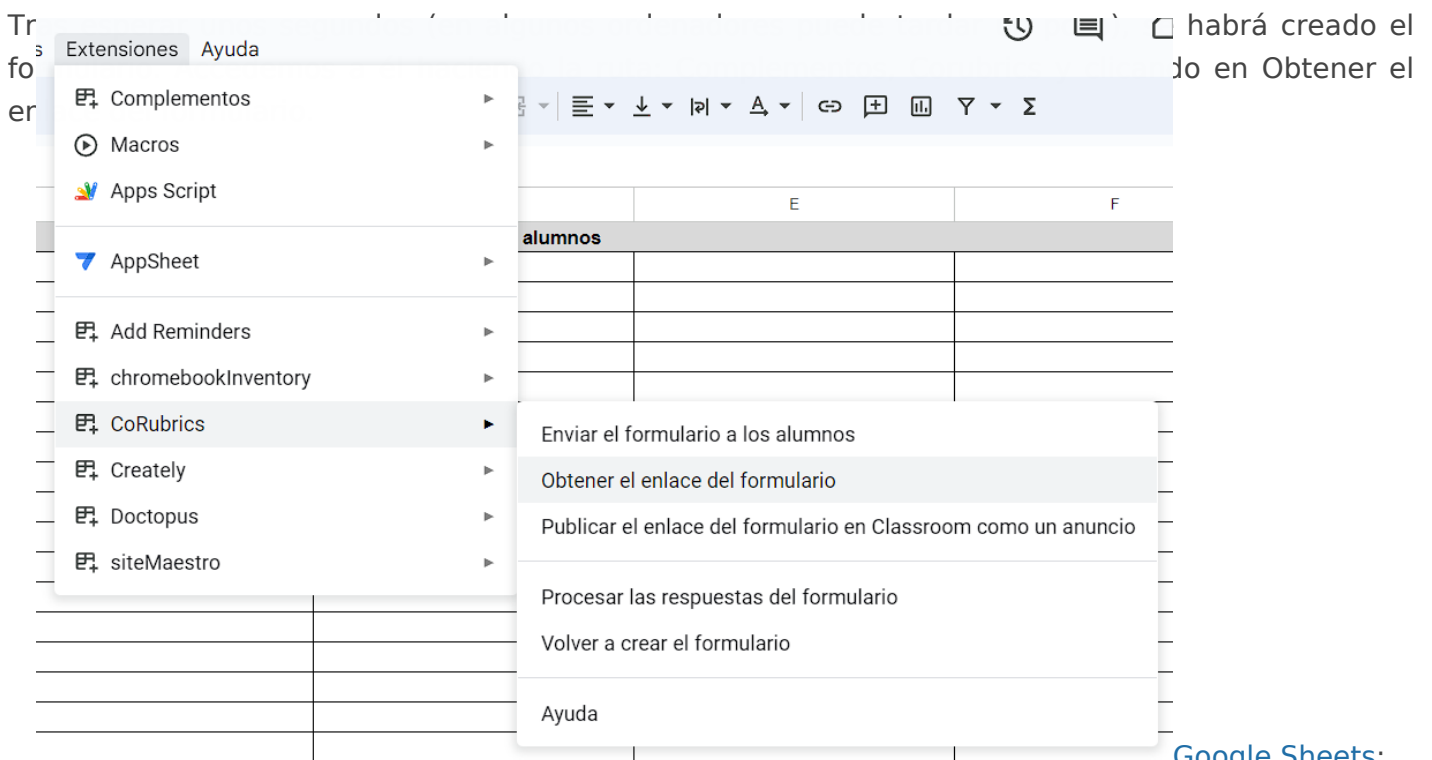 Tr habrá creado el
s Extensiones Ayuda
fo do en Obtener el
en
Complementos
Macros
Apps Script
AppSheet
Add Reminders
chromebookInventory
CoRubrics
Creately
Doctopus
siteMaestro
E F
alumnos
Enviar el formulario a los alumnos
Obtener el enlace del formulario
Publicar el enlace del formulario en Classroom como un anuncio
Procesar las respuestas del formulario
Volver a crear el formulario
Ayuda
Google Sheets: